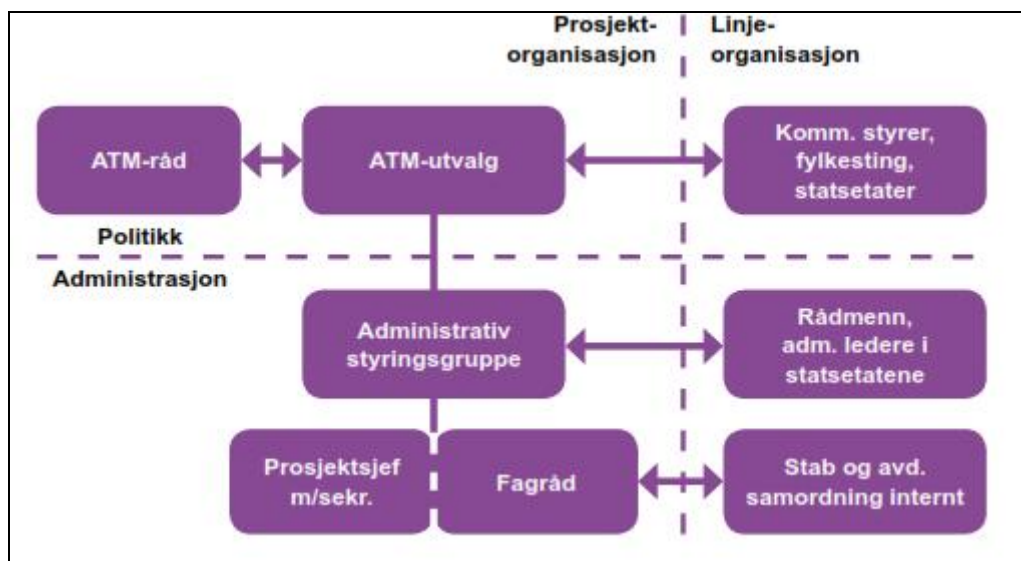 Prosjekt-
organisasjon
Linje-
organisasjon
ATM-råd
ATM-utvalg
Komm. styrer,
fylkesting,
statsetater
Politikk
Administrasjon
Administrativ
styringsgruppe
Rådmenn,
adm. ledere i
statsetatene
Prosjektsjef
m/sekr.
Fagråd
Stab og avd.
samordning internt